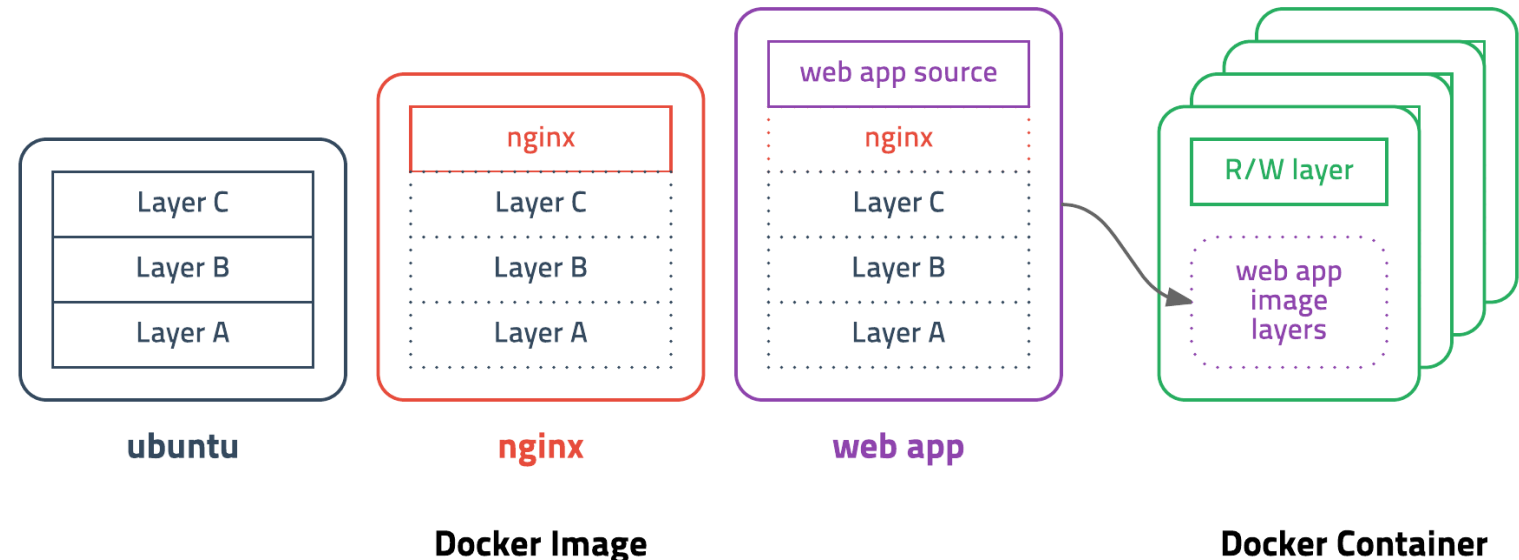 Layer C
Layer B
Layer A
ubuntu
nginx
Layer C
Layer B
Layer A
nginx
web app source
nginx
Layer C
Layer B
Layer A
web app
Docker Image
R/W layer
web app
image
layers
Docker Container